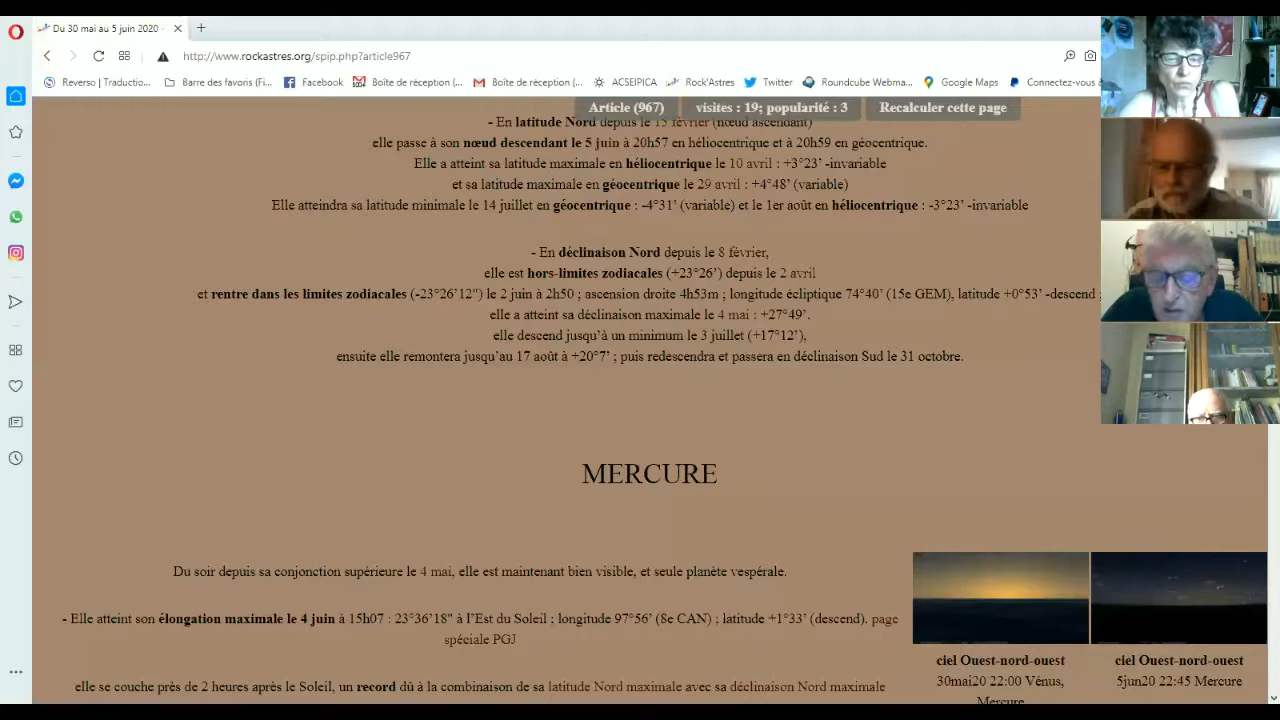 Du 30 mai au 5 juin 2020 -
http://www.rockastres.org/spip.php?article967
Reverso | Traductio... Barre des favoris (Fi... Facebook Boîte de réception (... Boîte de réception (... ACSEIPICA Rock'Astres Twitter Roundcube Webma... Google Maps Connectez-vous à
Article (967) visites : 19; popularité : 3 Recalculer cette page
- En latitude Nord depuis le 15 février (nœud ascendant)
elle passe à son nœud descendant le 5 juin à 20h57 en héliocentrique et à 20h59 en géocentrique.
Elle a atteint sa latitude maximale en héliocentrique le 10 avril : +3°23' -invariable
et sa latitude maximale en géocentrique le 29 avril : +4°48' (variable)
Elle atteindra sa latitude minimale le 14 juillet en géocentrique : -4°31' (variable) et le 1er août en héliocentrique : -3°23' -invariable
- En déclinaison Nord depuis le 8 février,
elle est hors-limites zodiacales (+23°26') depuis le 2 avril
et rentre dans les limites zodiacales (-23°26'12") le 2 juin à 2h50 ; ascension droite 4h53m ; longitude écliptique 74°40' (15e GEM), latitude +0°53' -descend ;
elle a atteint sa déclinaison maximale le 4 mai : +27°49'.
elle descend jusqu'à un minimum le 3 juillet (+17°12'),
ensuite elle remontera jusqu'au 17 août à +20°7' ; puis redescendra et passera en déclinaison Sud le 31 octobre.
MERCURE
Du soir depuis sa conjonction supérieure le 4 mai, elle est maintenant bien visible, et seule planète vespérale.
- Elle atteint son élongation maximale le 4 juin à 15h07 : 23°36'18" à l'Est du Soleil ; longitude 97°56' (8e CAN) ; latitude +1°33' (descend). page
spéciale PGJ
elle se couche près de 2 heures après le Soleil, un record dû à la combinaison de sa latitude Nord maximale avec sa déclinaison Nord maximale
ciel Ouest-nord-ouest
30mai20 22:00 Vénus,
Mercure
ciel Ouest-nord-ouest
5jun20 22:45 Mercure